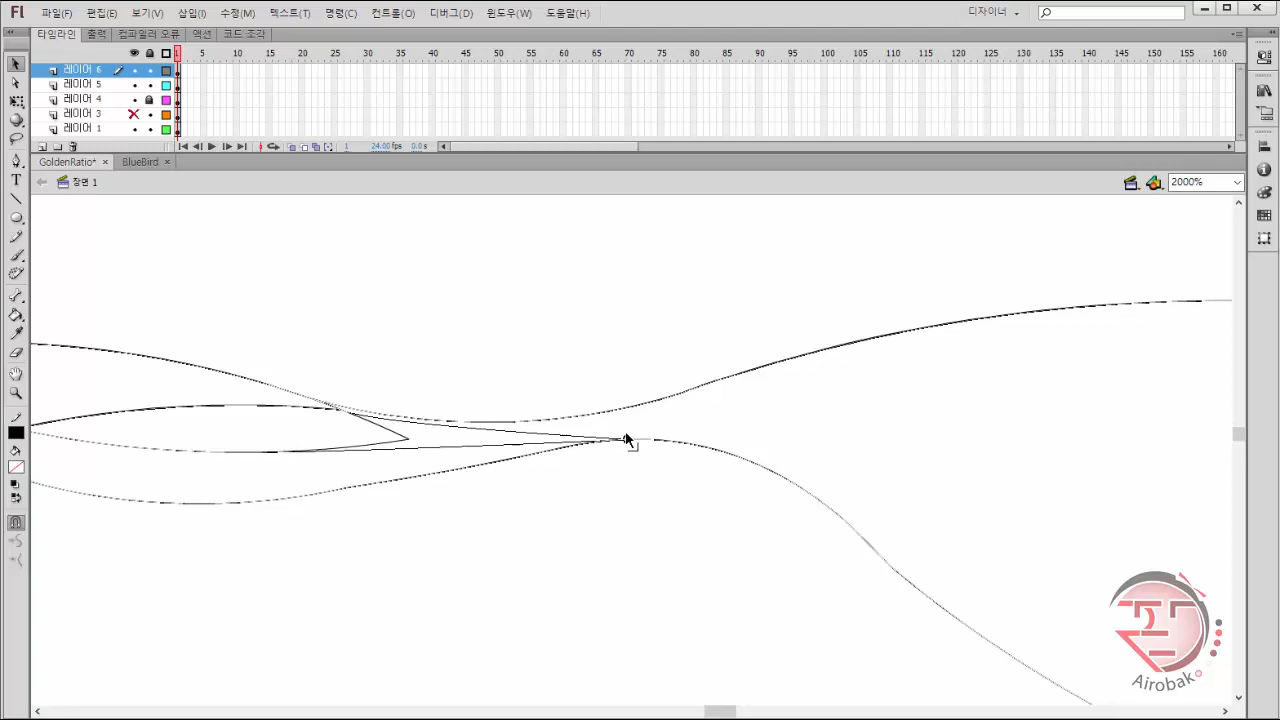 Fl 파일(F) 편집(E) 보기(V) 삽입(I) 수정(M) 텍스트(T) 명령(C) 컨트롤(O) 디버그(D) 윈도우(W) 도움말(H) 디자이너
타임라인 출력 컴파일러 오류 액션 코드 조각
1 5 10 15 20 25 30 35 40 45 50 55 60 65 70 75 80 85 90 95 100 105 110 115 120 125 130 135 140 145 150 155 160
레이어 6
레이어 5
레이어 4
레이어 3
레이어 1
1 24.00 fps 0.0 s
GoldenRatio* × BlueBird ×
장면 1 2000%
Airobak